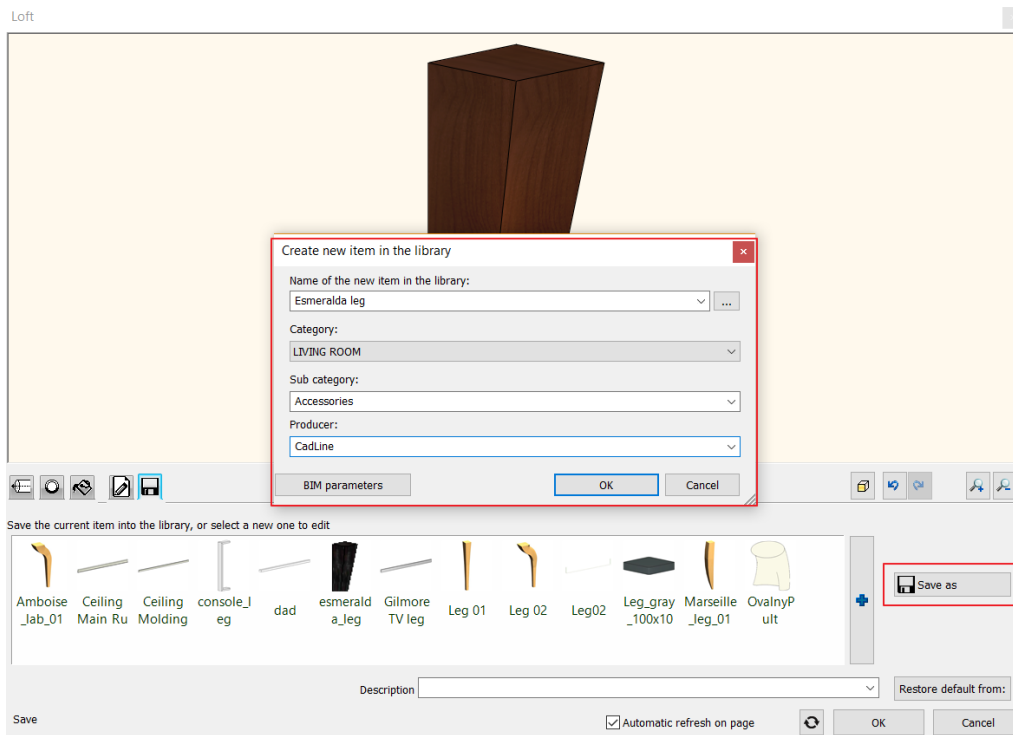 Loft
Create new item in the library
Name of the new item in the library:
Esmeralda leg
...
Category:
LIVING ROOM
Sub category:
Accessories
Producer:
CadLine
BIM parameters
OK
Cancel
Save the current item into the library, or select a new one to edit
Amboise
_lab_01
Ceiling
Main Ru
Ceiling
Molding
console_l
eg
dad
esmerald
a_leg
Gilmore
TV leg
Leg 01
Leg 02
Leg02
Leg_gray
_100x10
Marseille
_leg_01
OvalnyP
ult
Save as
Description
Restore default from:
Save
Automatic refresh on page
OK
Cancel